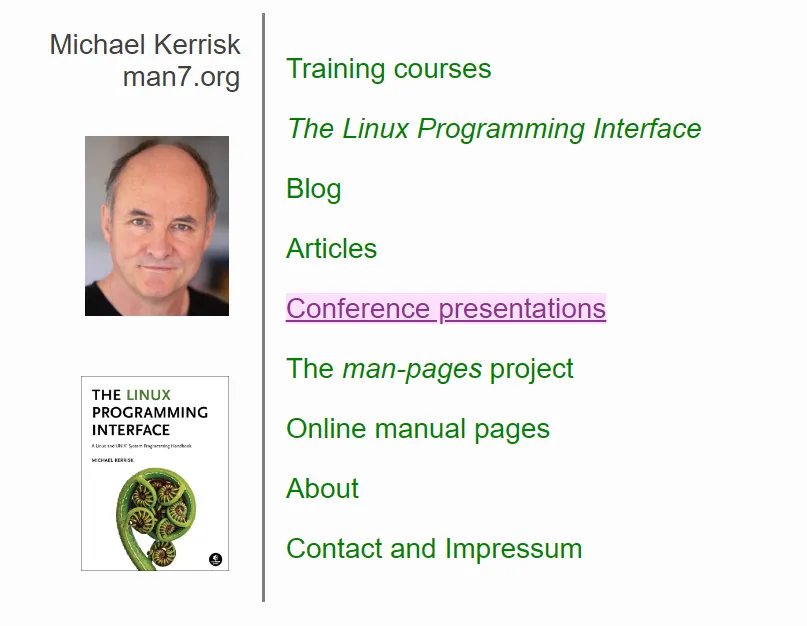 Michael Kerrisk
man7.org
THE LINUX
PROGRAMMING
INTERFACE
A Linux and UNIX® System Programming Handbook
MICHAEL KERRISK
Training courses
The Linux Programming Interface
Blog
Articles
Conference presentations
The man-pages project
Online manual pages
About
Contact and Impressum